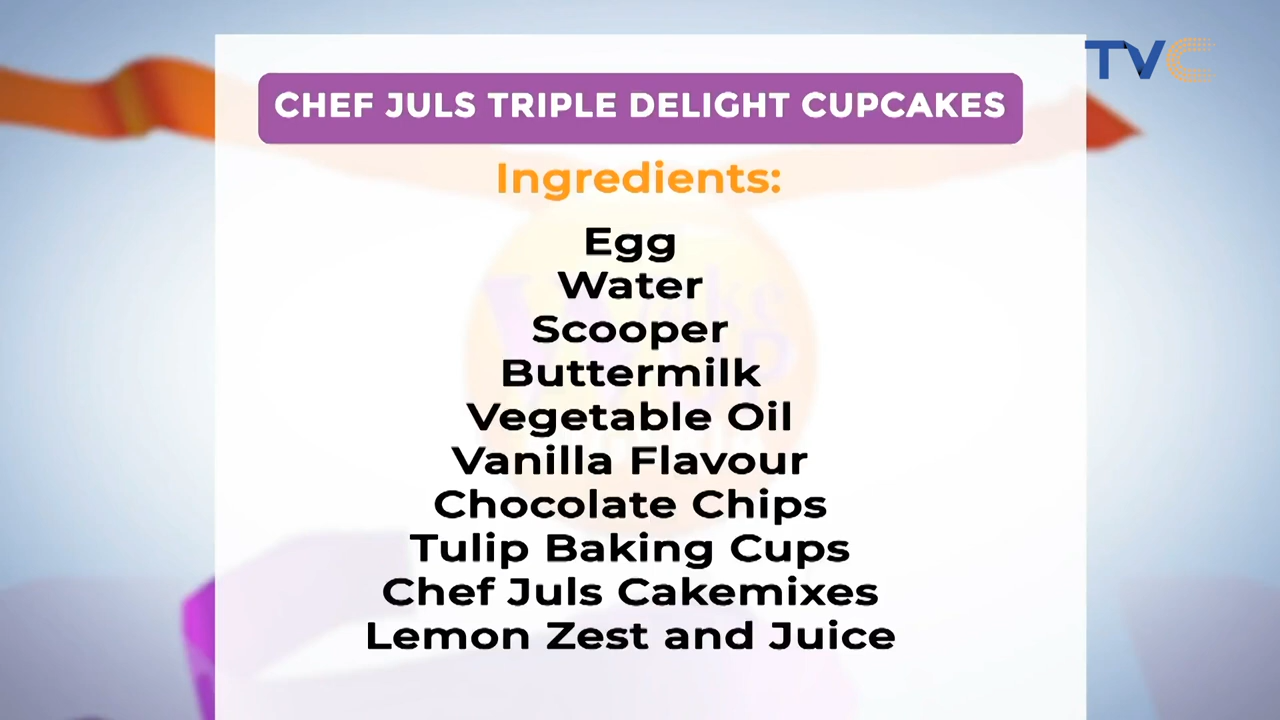 TVC
CHEF JULS TRIPLE DELIGHT CUPCAKES
Ingredients:
Egg
Water
Scooper
Buttermilk
Vegetable Oil
Vanilla Flavour
Chocolate Chips
Tulip Baking Cups
Chef Juls Cakemixes
Lemon Zest and Juice